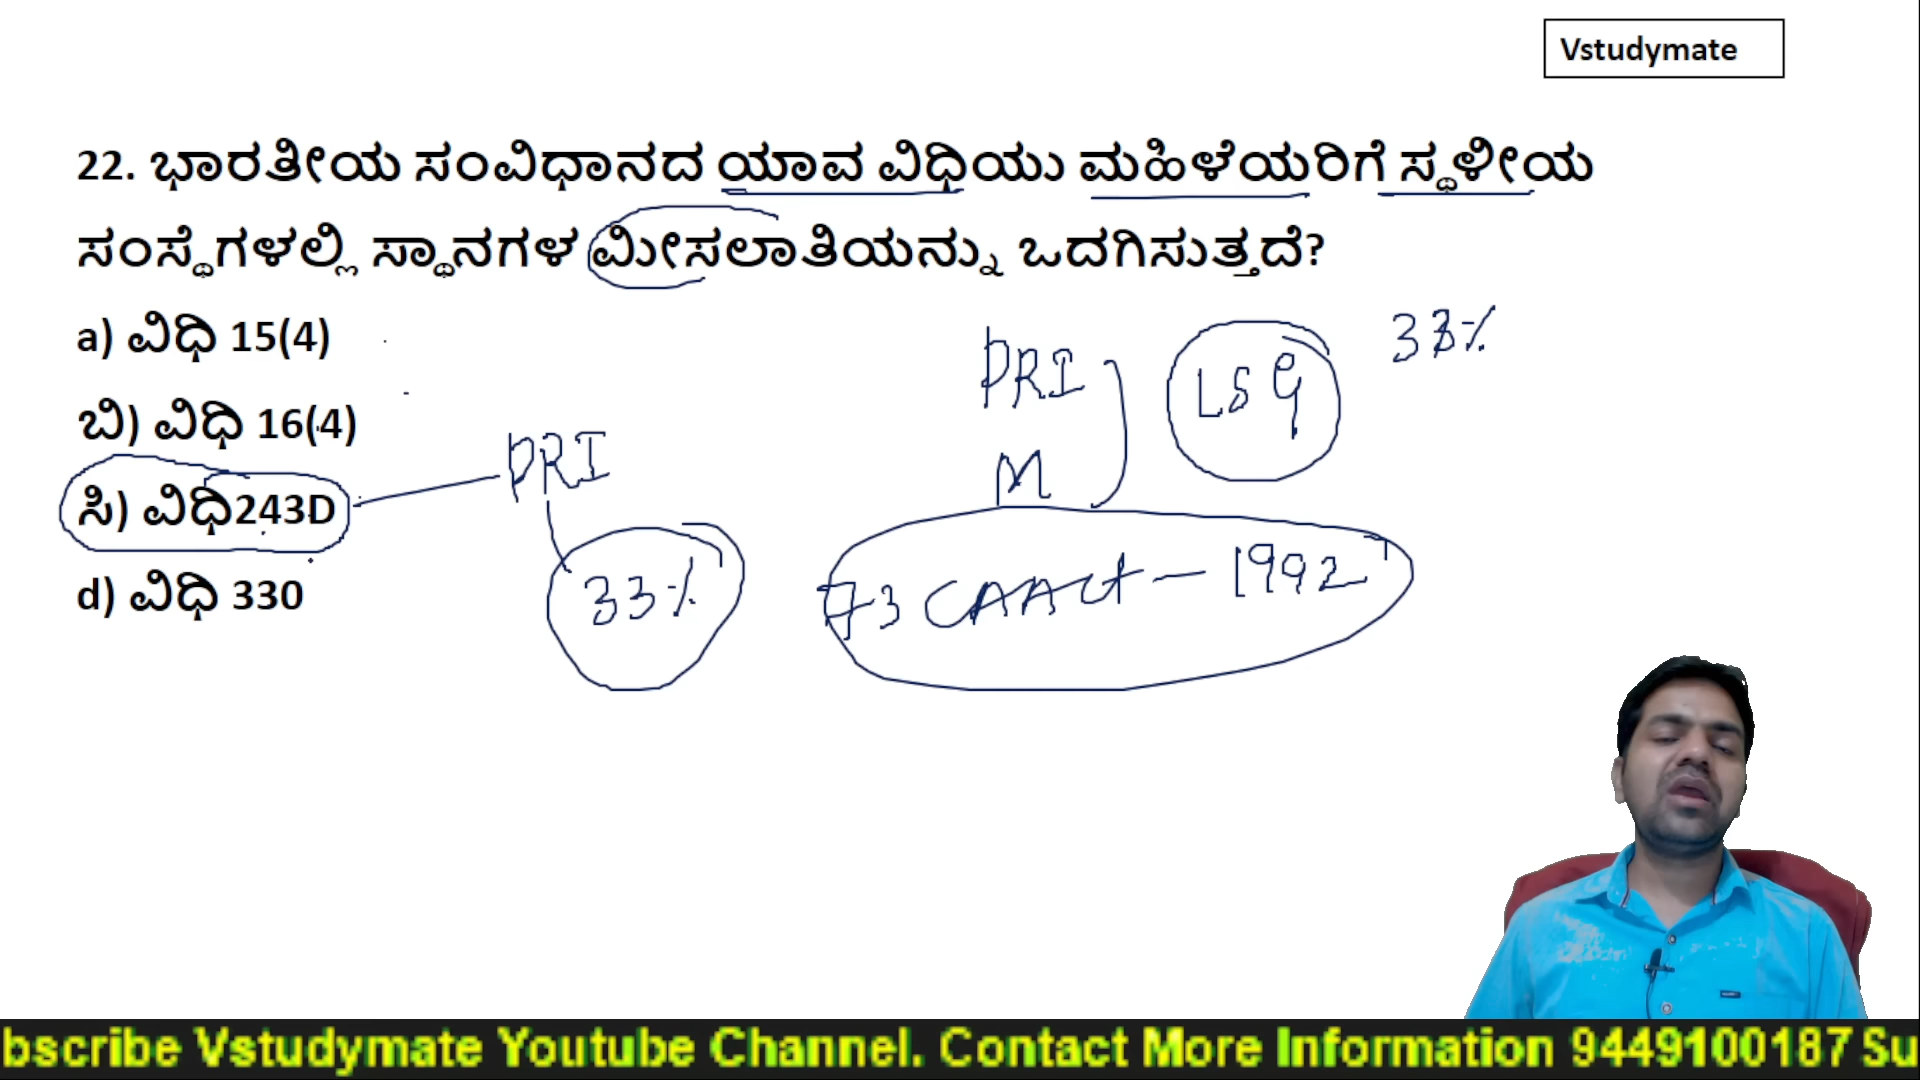 Vstudymate
22. ಭಾರತೀಯ ಸಂವಿಧಾನದ ಯಾವ ವಿಧಿಯು ಮಹಿಳೆಯರಿಗೆ ಸ್ಥಳೀಯ
ಸಂಸ್ಥೆಗಳಲ್ಲಿ ಸ್ಥಾನಗಳ ಮೀಸಲಾತಿಯನ್ನು ಒದಗಿಸುತ್ತದೆ?
a) ವಿಧಿ 15(4)
ಬಿ) ವಿಧಿ 16(4)
ಸಿ) ವಿಧಿ243D
d) ವಿಧಿ 330
PRI
33%
PRI
M
LSG
33%
73 CAAct - 1992
bscribe Vstudymate Youtube Channel. Contact More Information 9449100187 Su